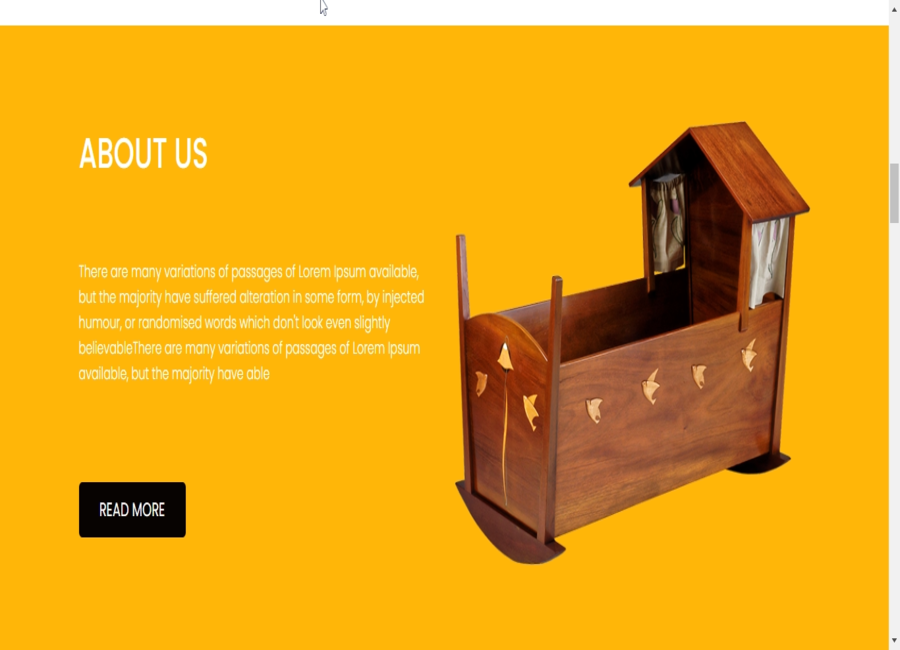 ABOUT US
There are many variations of passages of Lorem Ipsum available,
but the majority have suffered alteration in some form, by injected
humour, or randomised words which don't look even slightly
believableThere are many variations of passages of Lorem Ipsum
available, but the majority have able
READ MORE